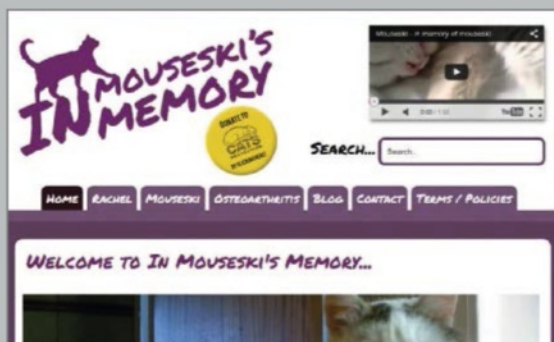 MOUSESKI'S
IN MEMORY
Mouseski - in memory of mouseski
DONATE TO
CATS
SEARCH... Search...
HOME RACHEL MOUSESKI OSTEOARTHRITIS BLOG CONTACT TERMS / POLICIES
WELCOME TO IN MOUSESKI'S MEMORY...